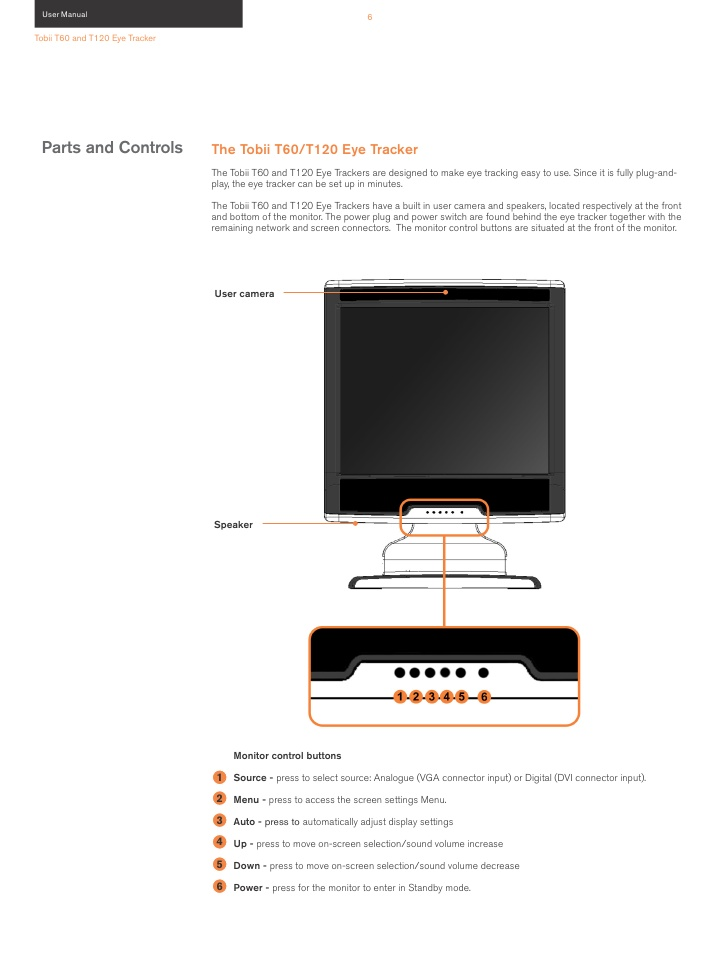 User Manual
6
Tobii T60 and T120 Eye Tracker
Parts and Controls
The Tobii T60/T120 Eye Tracker
The Tobii T60 and T120 Eye Trackers are designed to make eye tracking easy to use. Since it is fully plug-and-
play, the eye tracker can be set up in minutes.
The Tobii T60 and T120 Eye Trackers have a built in user camera and speakers, located respectively at the front
and bottom of the monitor. The power plug and power switch are found behind the eye tracker together with the
remaining network and screen connectors. The monitor control buttons are situated at the front of the monitor.
User camera
Speaker
1 2 3 4 5 6
Monitor control buttons
1 Source - press to select source: Analogue (VGA connector input) or Digital (DVI connector input).
2 Menu - press to access the screen settings Menu.
3 Auto - press to automatically adjust display settings
4 Up - press to move on-screen selection/sound volume increase
5 Down - press to move on-screen selection/sound volume decrease
6 Power - press for the monitor to enter in Standby mode.